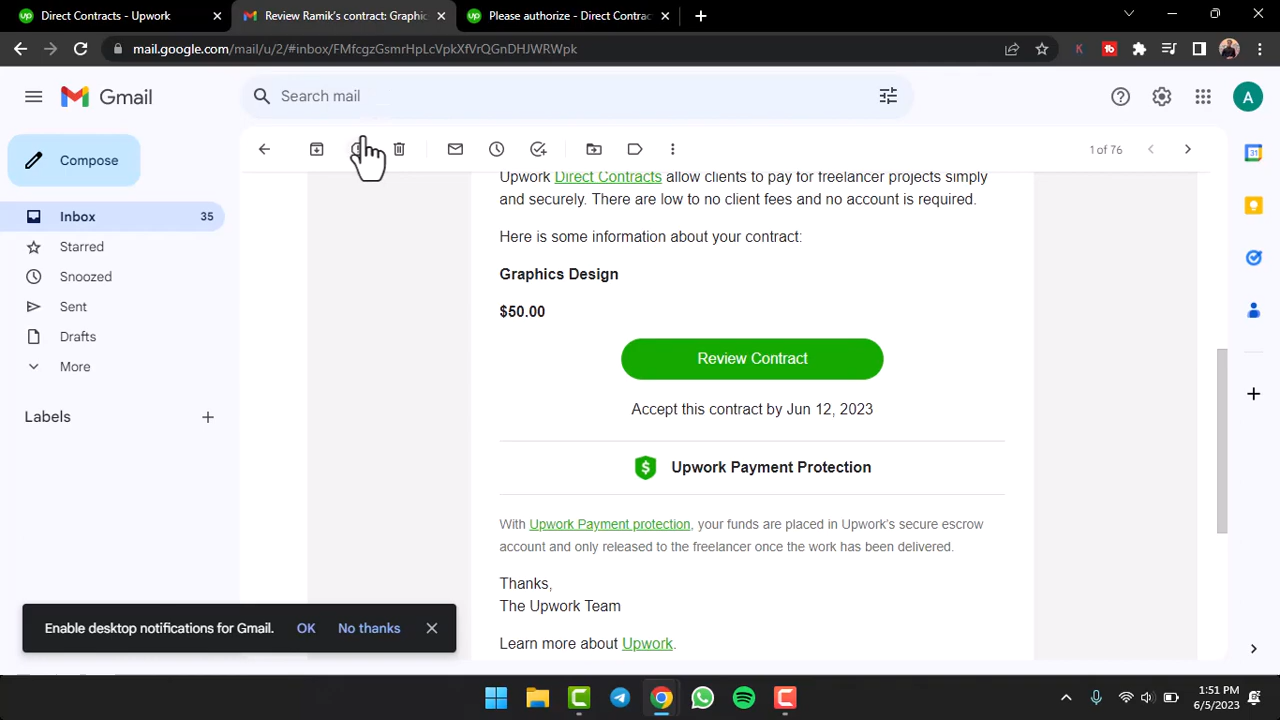 Direct Contracts - Upwork
Review Ramik's contract: Graphic
Please authorize - Direct Contrac
mail.google.com/mail/u/2/#inbox/FMfcgzGsmrHpLcVpkXfVrQGnDHJWRWpk
Gmail
Search mail
A
Compose
1 of 76
Inbox 35
Starred
Snoozed
Sent
Drafts
More
Labels
Upwork Direct Contracts allow clients to pay for freelancer projects simply
and securely. There are low to no client fees and no account is required.
Here is some information about your contract:
Graphics Design
$50.00
Review Contract
Accept this contract by Jun 12, 2023
Upwork Payment Protection
With Upwork Payment protection, your funds are placed in Upwork's secure escrow
account and only released to the freelancer once the work has been delivered.
Thanks,
The Upwork Team
Learn more about Upwork.
Enable desktop notifications for Gmail. OK No thanks
1:51 PM
6/5/2023